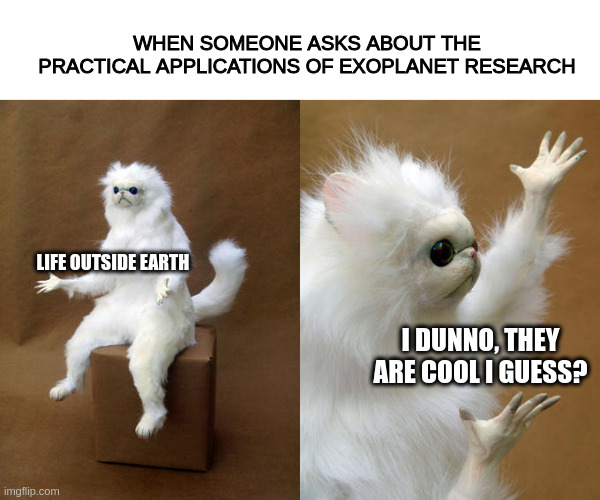 WHEN SOMEONE ASKS ABOUT THE
PRACTICAL APPLICATIONS OF EXOPLANET RESEARCH
LIFE OUTSIDE EARTH
I DUNNO, THEY
ARE COOL I GUESS?
imgflip.com